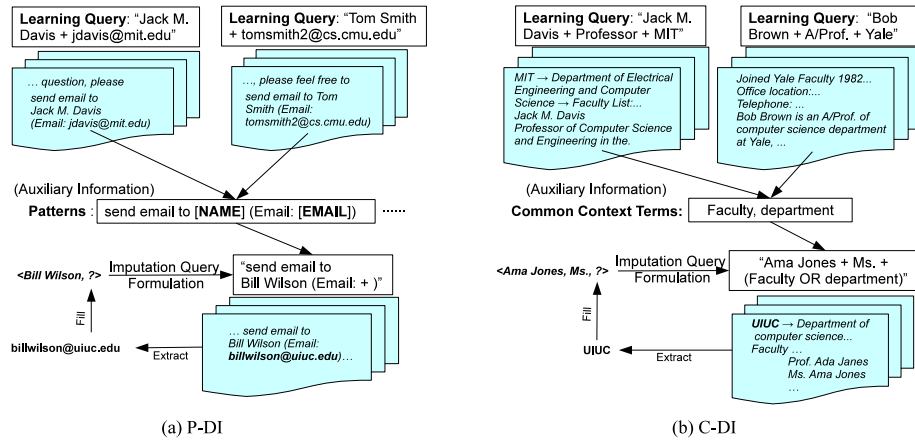 Learning Query: “Jack M.
Davis + jdavis@mit.edu”
Learning Query: “Tom Smith
+ tomsmith2@cs.cmu.edu”
… question, please
send email to
Jack M. Davis
(Email: jdavis@mit.edu)
…, please feel free to
send email to Tom
Smith (Email:
tomsmith2@cs.cmu.edu)
(Auxiliary Information)
Patterns :
send email to [NAME] (Email: [EMAIL])
......
<Bill Wilson, ?>
Imputation Query
Formulation
“send email to
Bill Wilson (Email: + )”
Fill
… send email to
Bill Wilson (Email:
billwilson@uiuc.edu)…
Extract
billwilson@uiuc.edu
(a) P-DI
Learning Query: “Jack M.
Davis + Professor + MIT”
Learning Query: “Bob
Brown + A/Prof. + Yale”
MIT → Department of Electrical
Engineering and Computer
Science → Faculty List:...
Jack M. Davis
Professor of Computer Science
and Engineering in the.
Joined Yale Faculty 1982...
Office location:...
Telephone: ...
Bob Brown is an A/Prof. of
computer science department
at Yale, ...
(Auxiliary Information)
Common Context Terms:
Faculty, department
<Ama Jones, Ms., ?>
Imputation Query
Formulation
“Ama Jones + Ms. +
(Faculty OR department)”
Fill
UIUC → Department of
computer science...
Faculty …
Prof. Ada Janes
Ms. Ama Jones
…
Extract
UIUC
(b) C-DI